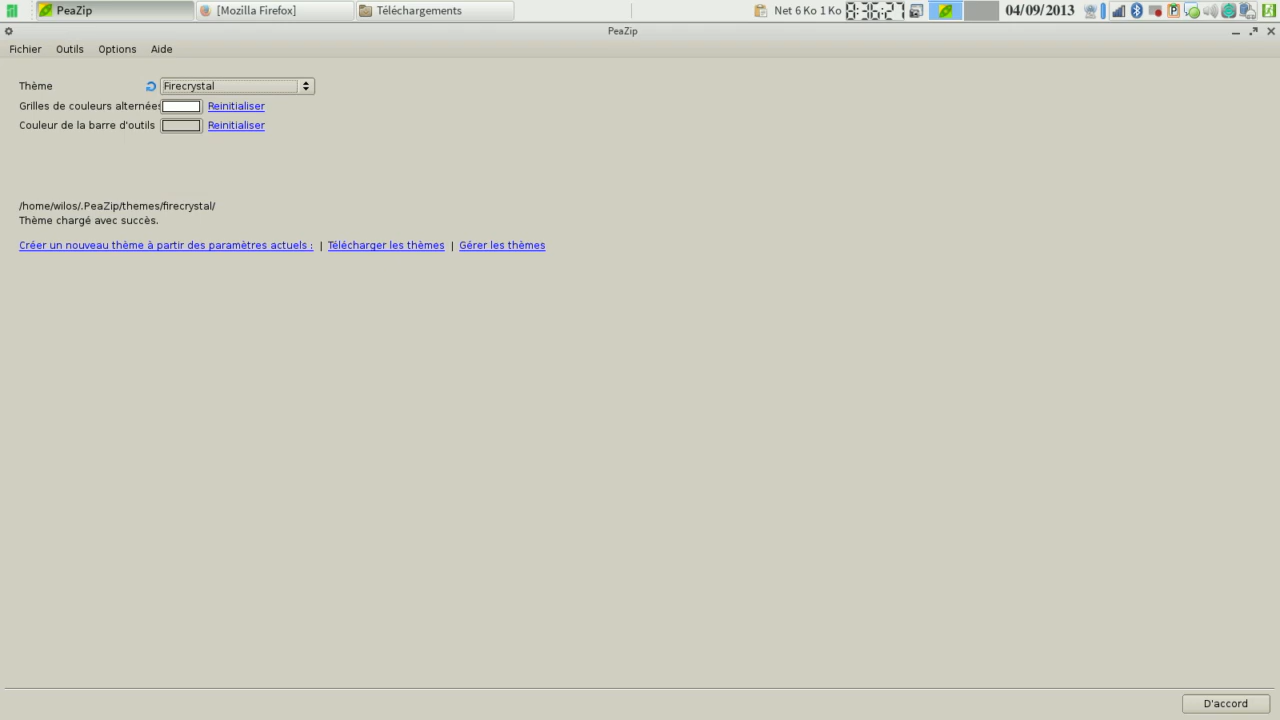 PeaZip [Mozilla Firefox] Téléchargements Net 6 Ko 1 Ko 8:36:27 04/09/2013
PeaZip
Fichier Outils Options Aide
Thème Firecrystal
Grilles de couleurs alternées Reinitialiser
Couleur de la barre d'outils Reinitialiser
/home/wilos/.PeaZip/themes/firecrystal/
Thème chargé avec succès.
Créer un nouveau thème à partir des paramètres actuels : | Télécharger les thèmes | Gérer les thèmes
D'accord